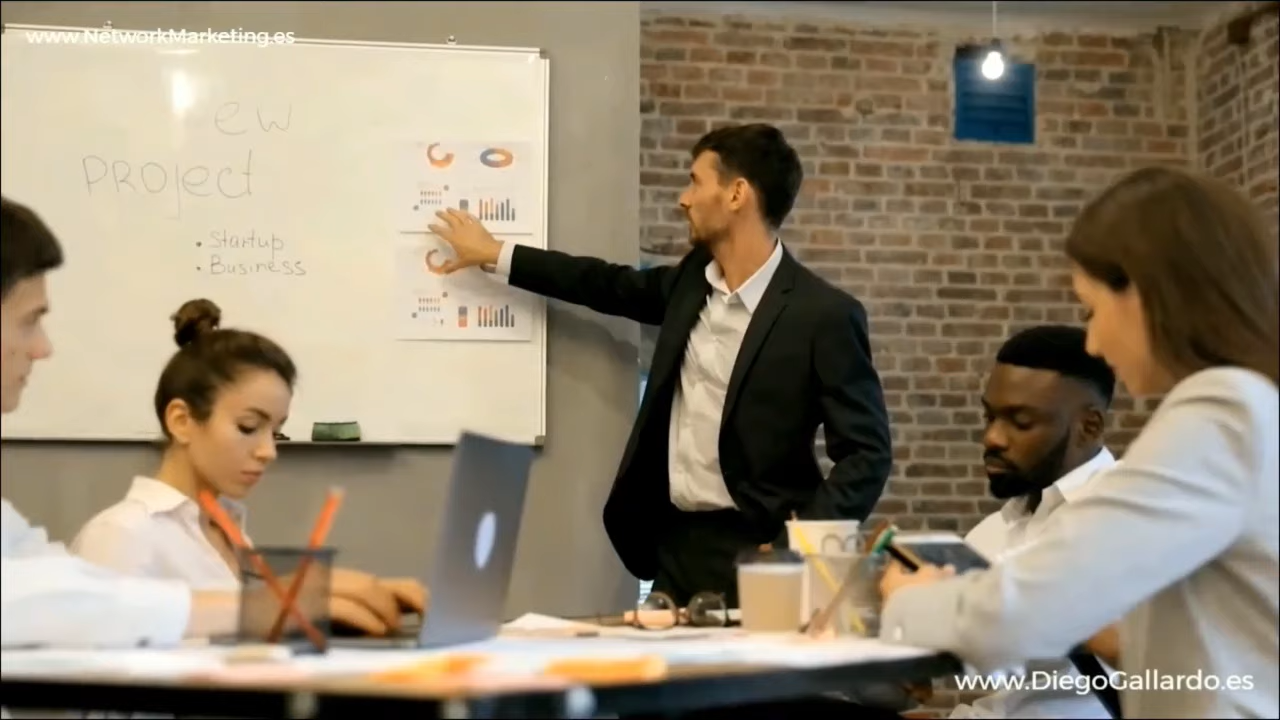 www.NetworkMarketing.es
ew
PROject
• Startup
• Business
www.DiegoGallardo.es